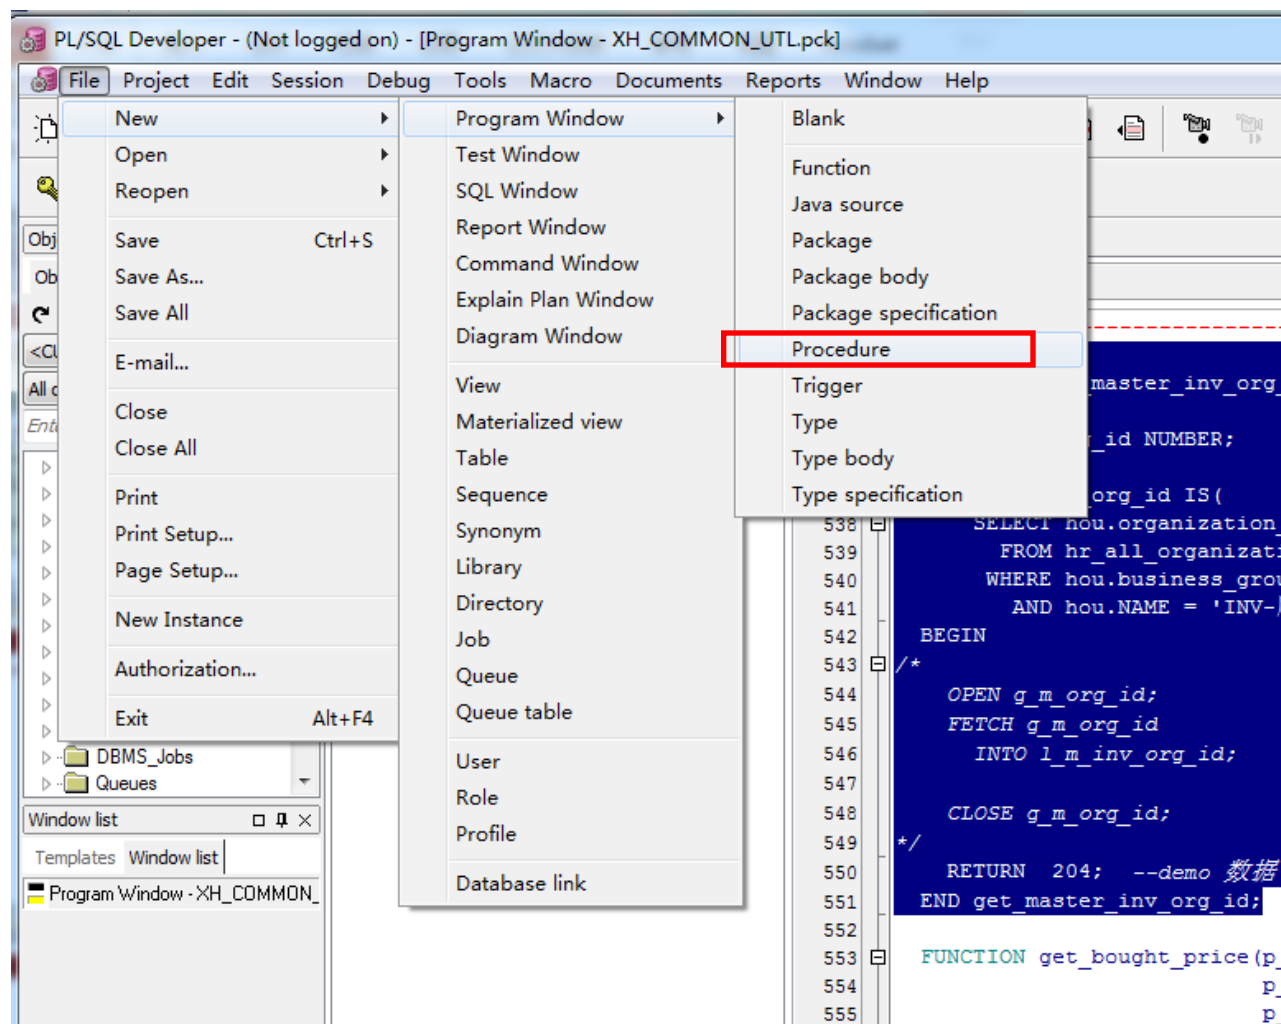 PL/SQL Developer - (Not logged on) - [Program Window - XH_COMMON_UTL.pck]
File Project Edit Session Debug Tools Macro Documents Reports Window Help
New
Open
Reopen
Save Ctrl+S
Save As...
Save All
E-mail...
Close
Close All
Print
Print Setup...
Page Setup...
New Instance
Authorization...
Exit Alt+F4
Program Window
Test Window
SQL Window
Report Window
Command Window
Explain Plan Window
Diagram Window
View
Materialized view
Table
Sequence
Synonym
Library
Directory
Job
Queue
Queue table
User
Role
Profile
Database link
Blank
Function
Java source
Package
Package body
Package specification
Procedure
Trigger
Type
Type body
Type specification
Obj
Ob
<CU
All o
Ente
DBMS_Jobs
Queues
Window list
Templates Window list
Program Window - XH_COMMON_
master_inv_org_
_id NUMBER;
org_id IS(
538 SELECT hou.organization_
539 FROM hr_all_organizati
540 WHERE hou.business_grou
541 AND hou.NAME = 'INV-
542 BEGIN
543 /*
544 OPEN g_m_org_id;
545 FETCH g_m_org_id
546 INTO l_m_inv_org_id;
547
548 CLOSE g_m_org_id;
549 */
550 RETURN 204; --demo 数据
551 END get_master_inv_org_id;
552
553 FUNCTION get_bought_price(p_
554 p_
555 p_